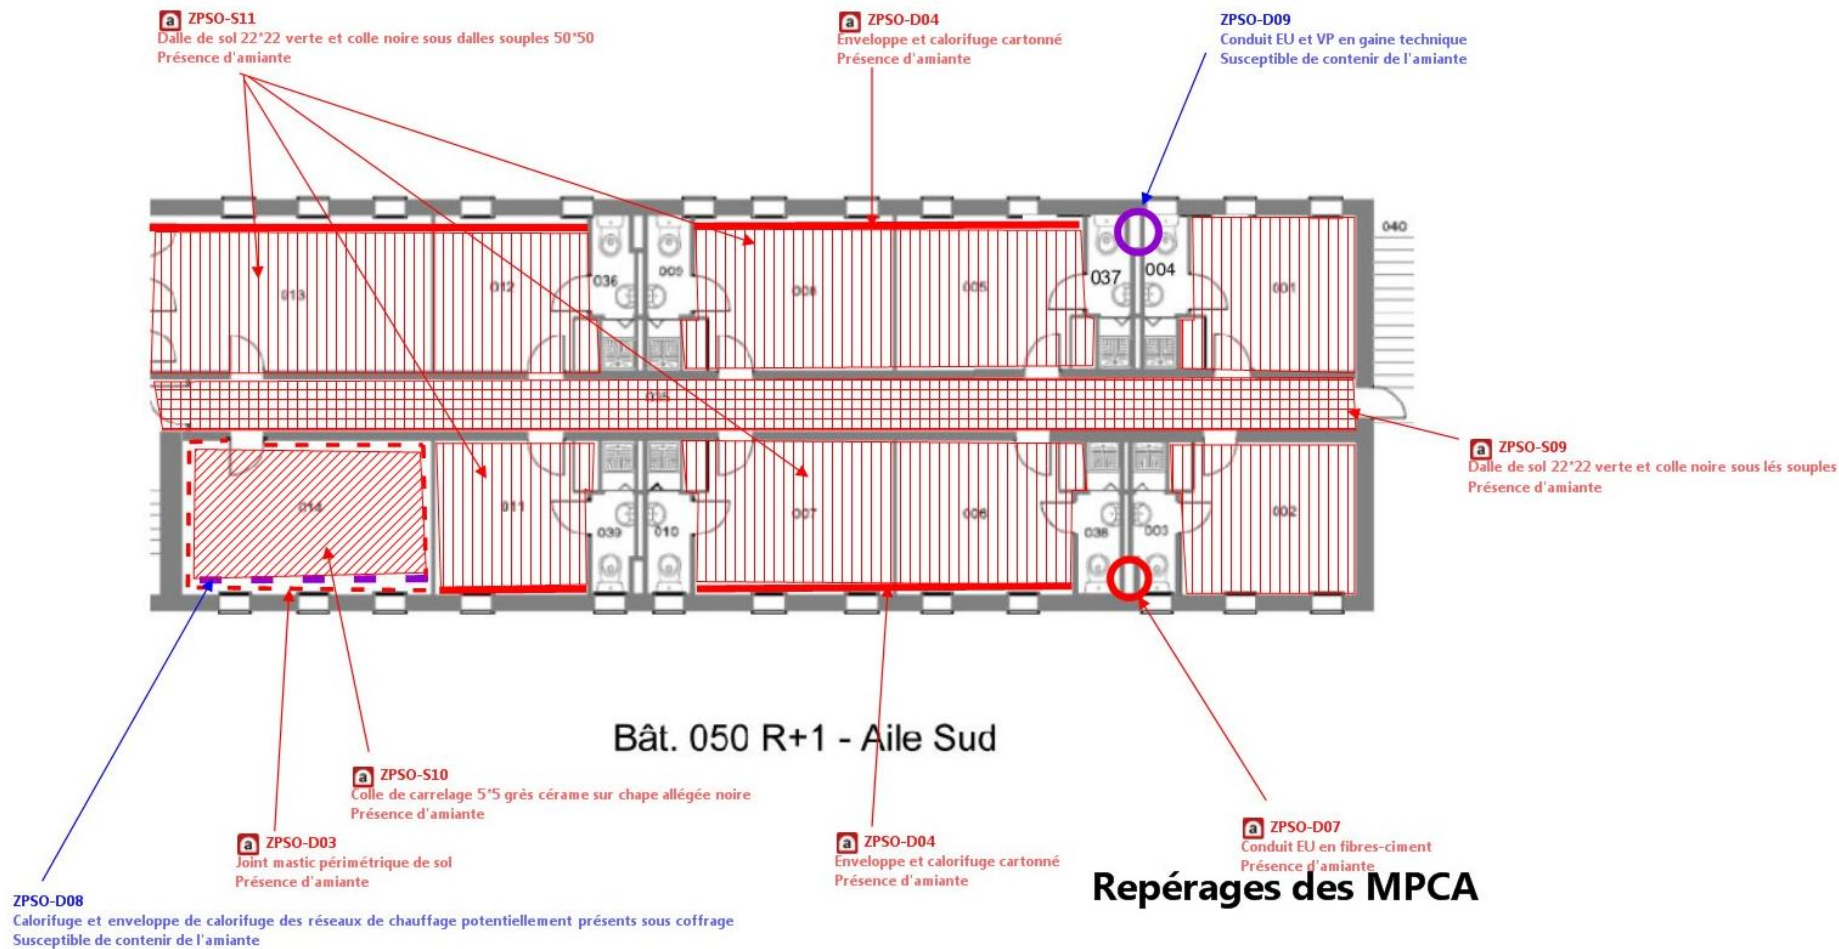 a ZPSO-S11
Dalle de sol 22*22 verte et colle noire sous dalles souples 50*50
Présence d'amiante
a ZPSO-D04
Enveloppe et calorifuge cartonné
Présence d'amiante
ZPSO-D09
Conduit EU et VP en gaine technique
Susceptible de contenir de l'amiante
040
013
012
036
009
008
005
037
004
001
035
a ZPSO-S09
Dalle de sol 22*22 verte et colle noire sous lés souples
Présence d'amiante
014
011
039
010
007
006
038
003
002
Bât. 050 R+1 - Aile Sud
a ZPSO-S10
Colle de carrelage 5*5 grès cérame sur chape allégée noire
Présence d'amiante
a ZPSO-D03
Joint mastic périmétrique de sol
Présence d'amiante
a ZPSO-D04
Enveloppe et calorifuge cartonné
Présence d'amiante
a ZPSO-D07
Conduit EU en fibres-ciment
Présence d'amiante
Repérages des MPCA
ZPSO-D08
Calorifuge et enveloppe de calorifuge des réseaux de chauffage potentiellement présents sous coffrage
Susceptible de contenir de l'amiante